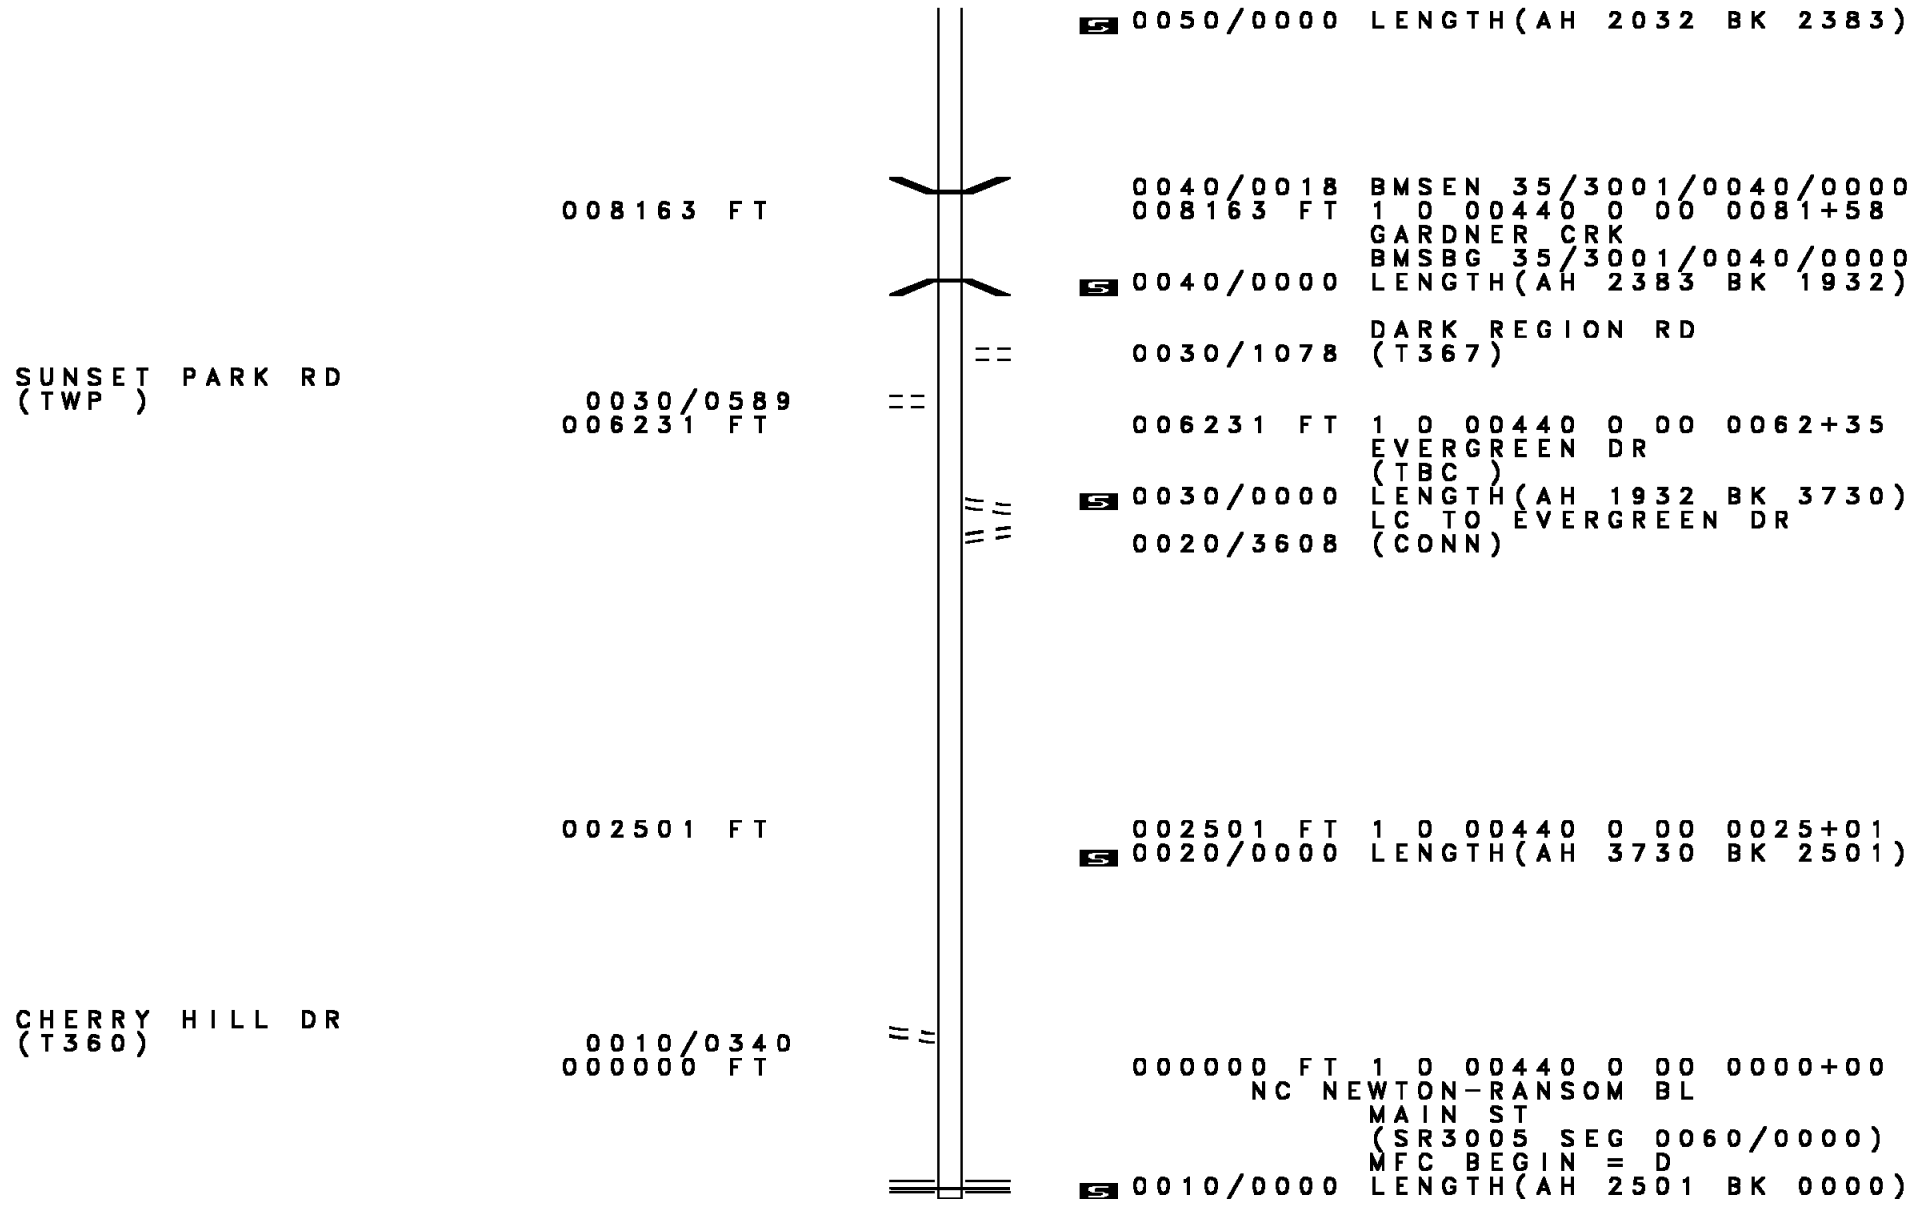 S 0050/0000 LENGTH(AH 2032 BK 2383)
0040/0018 BMSEN 35/3001/0040/0000
008163 FT 008163 FT 1 0 00440 0 00 0081+58
GARDNER CRK
BMSBG 35/3001/0040/0000
S 0040/0000 LENGTH(AH 2383 BK 1932)
DARK REGION RD
0030/1078 (T367)
SUNSET PARK RD
(TWP ) 0030/0589
006231 FT 006231 FT 1 0 00440 0 00 0062+35
EVERGREEN DR
(TBC )
S 0030/0000 LENGTH(AH 1932 BK 3730)
LC TO EVERGREEN DR
0020/3608 (CONN)
002501 FT 002501 FT 1 0 00440 0 00 0025+01
S 0020/0000 LENGTH(AH 3730 BK 2501)
CHERRY HILL DR
(T360) 0010/0340
000000 FT 000000 FT 1 0 00440 0 00 0000+00
NC NEWTON-RANSOM BL
MAIN ST
(SR3005 SEG 0060/0000)
MFC BEGIN = D
S 0010/0000 LENGTH(AH 2501 BK 0000)